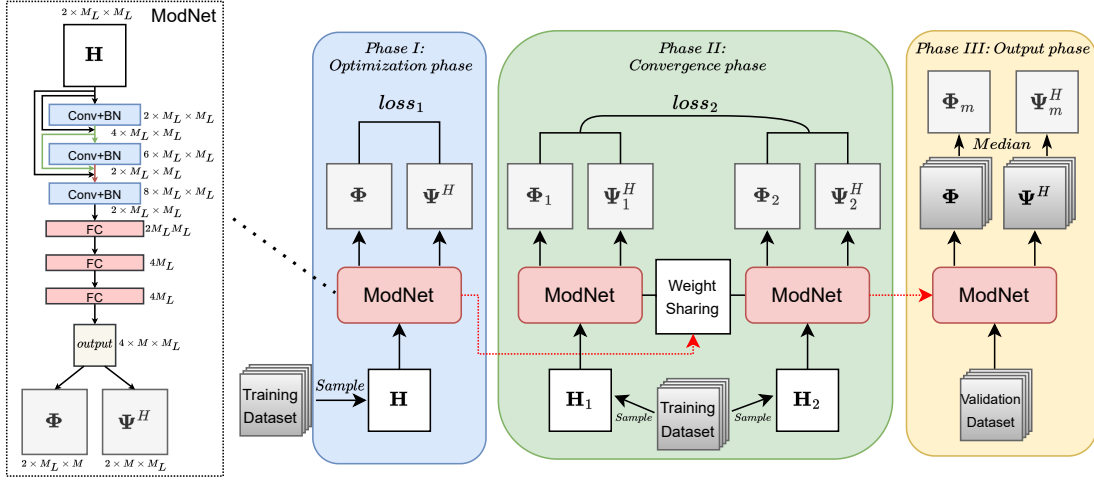 ModNet
2 × M_L × M_L
H
Conv+BN
2 × M_L × M_L
4 × M_L × M_L
Conv+BN
6 × M_L × M_L
2 × M_L × M_L
Conv+BN
8 × M_L × M_L
2 × M_L × M_L
FC
2M_L M_L
FC
4M_L
FC
4M_L
output
4 × M × M_L
Φ
Ψ^H
2 × M_L × M
2 × M × M_L
Phase I:
Optimization phase
loss_1
Φ
Ψ^H
ModNet
Training
Dataset
Sample
H
Phase II:
Convergence phase
loss_2
Φ_1
Ψ_1^H
Φ_2
Ψ_2^H
ModNet
Weight
Sharing
ModNet
H_1
Sample
Training
Dataset
Sample
H_2
Phase III: Output phase
Φ_m
Ψ_m^H
Median
Φ
Ψ^H
ModNet
Validation
Dataset